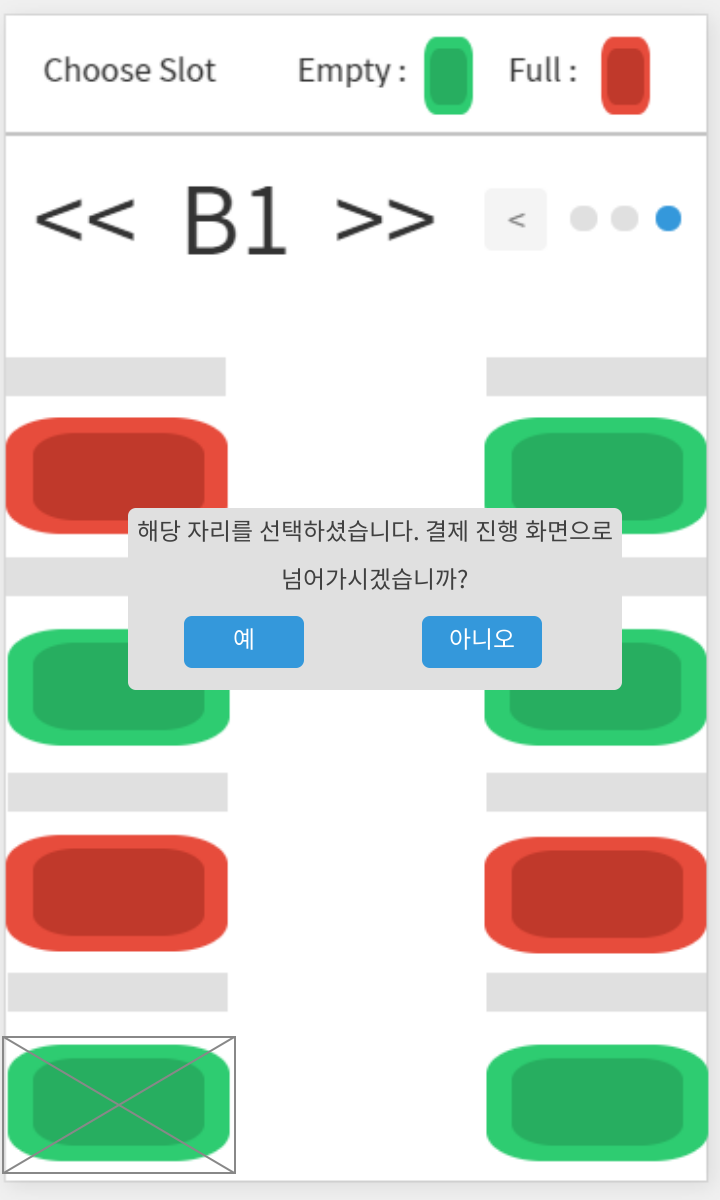 Choose Slot Empty : Full :
<< B1 >> <
해당 자리를 선택하셨습니다. 결제 진행 화면으로
넘어가시겠습니까?
예 아니오